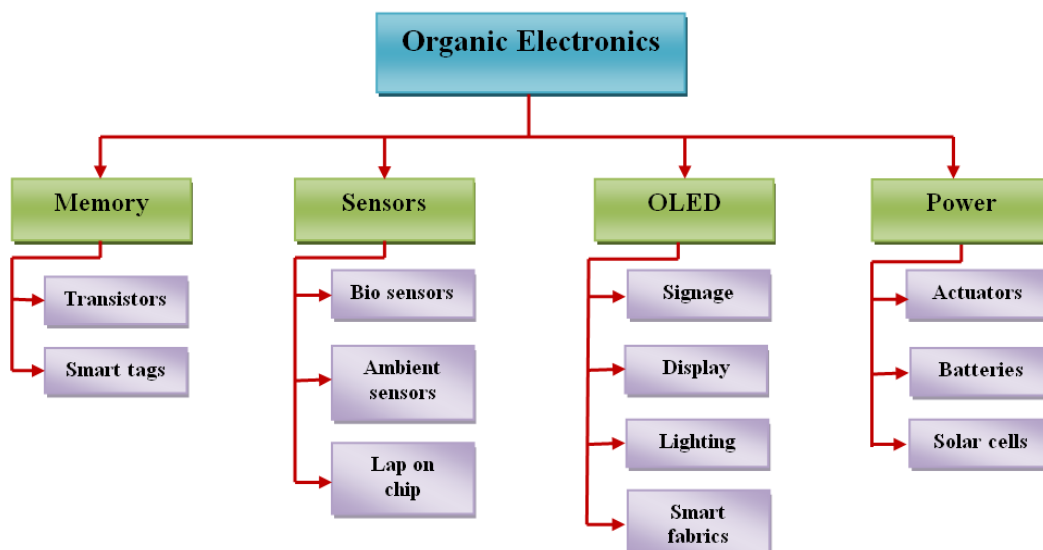 Organic Electronics
Memory
Sensors
OLED
Power
Transistors
Smart tags
Bio sensors
Ambient
sensors
Lap on
chip
Signage
Display
Lighting
Smart
fabrics
Actuators
Batteries
Solar cells